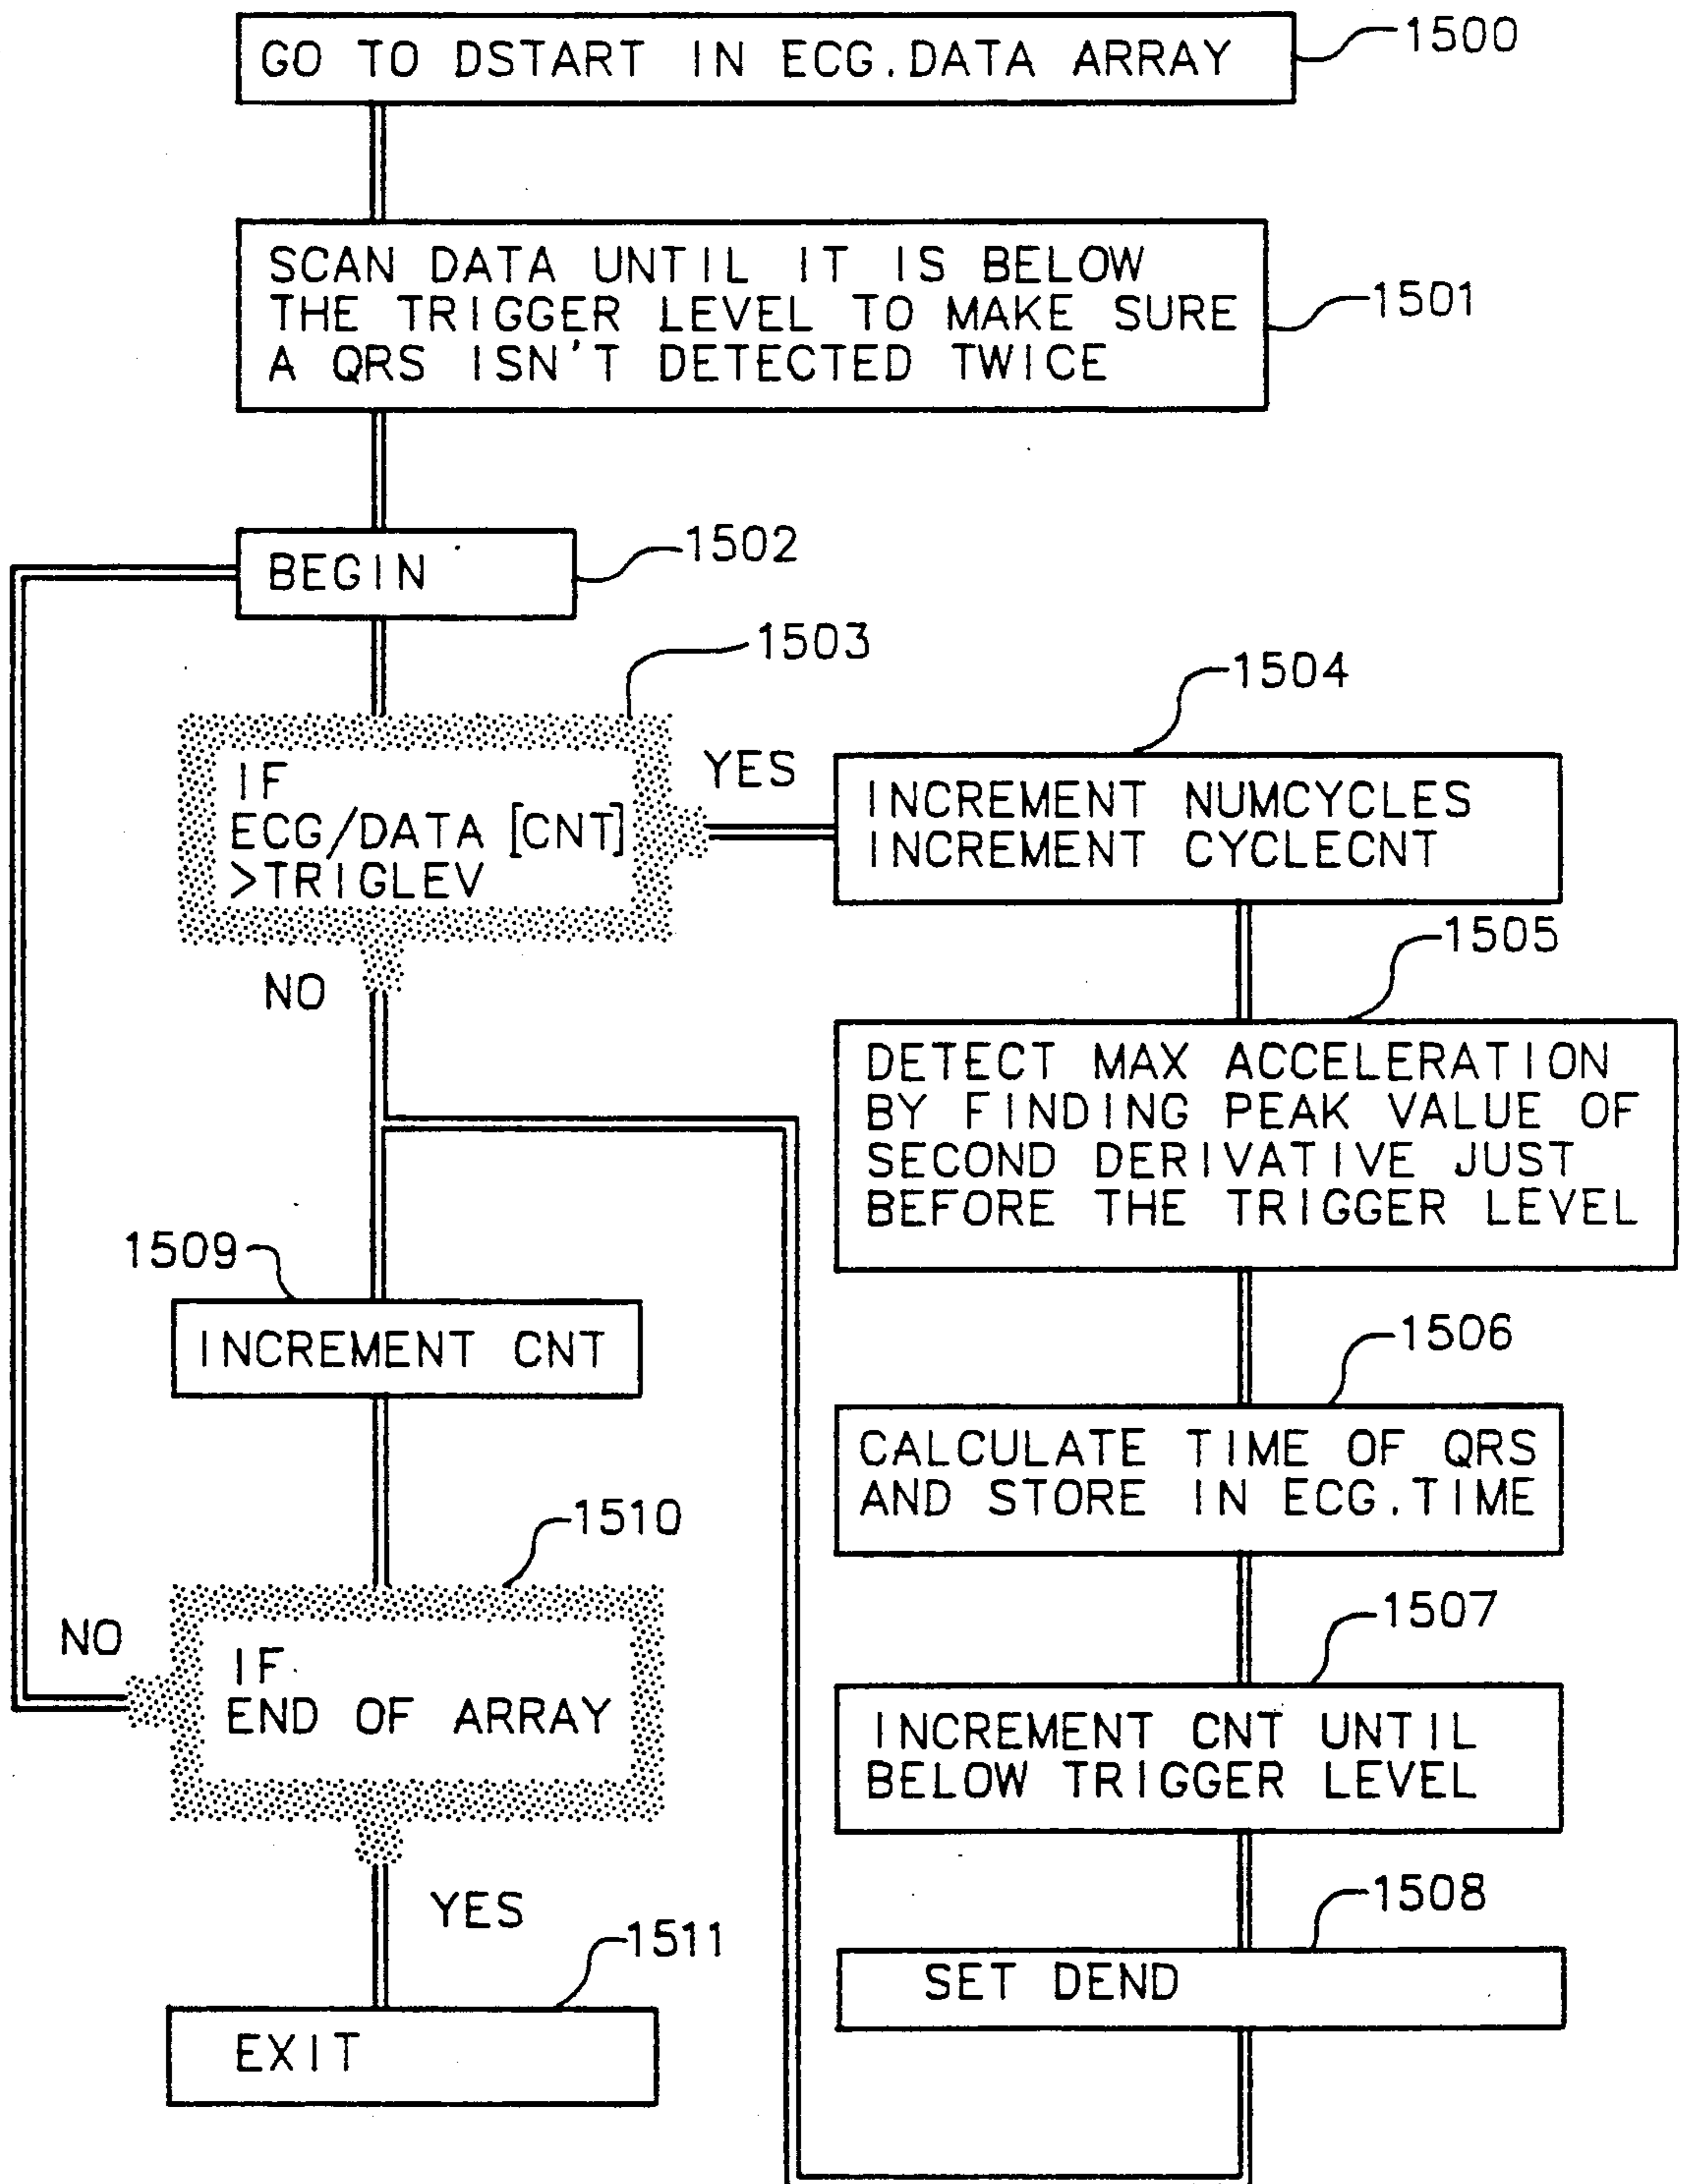 GO TO DSTART IN ECG.DATA ARRAY
1500
SCAN DATA UNTIL IT IS BELOW
THE TRIGGER LEVEL TO MAKE SURE
A QRS ISN'T DETECTED TWICE
1501
BEGIN
1502
1503
IF
ECG/DATA [CNT]
>TRIGLEV
YES
NO
1504
INCREMENT NUMCYCLES
INCREMENT CYCLECNT
1505
DETECT MAX ACCELERATION
BY FINDING PEAK VALUE OF
SECOND DERIVATIVE JUST
BEFORE THE TRIGGER LEVEL
1506
CALCULATE TIME OF QRS
AND STORE IN ECG.TIME
1507
INCREMENT CNT UNTIL
BELOW TRIGGER LEVEL
1508
SET DEND
1509
INCREMENT CNT
1510
NO
IF
END OF ARRAY
YES
1511
EXIT